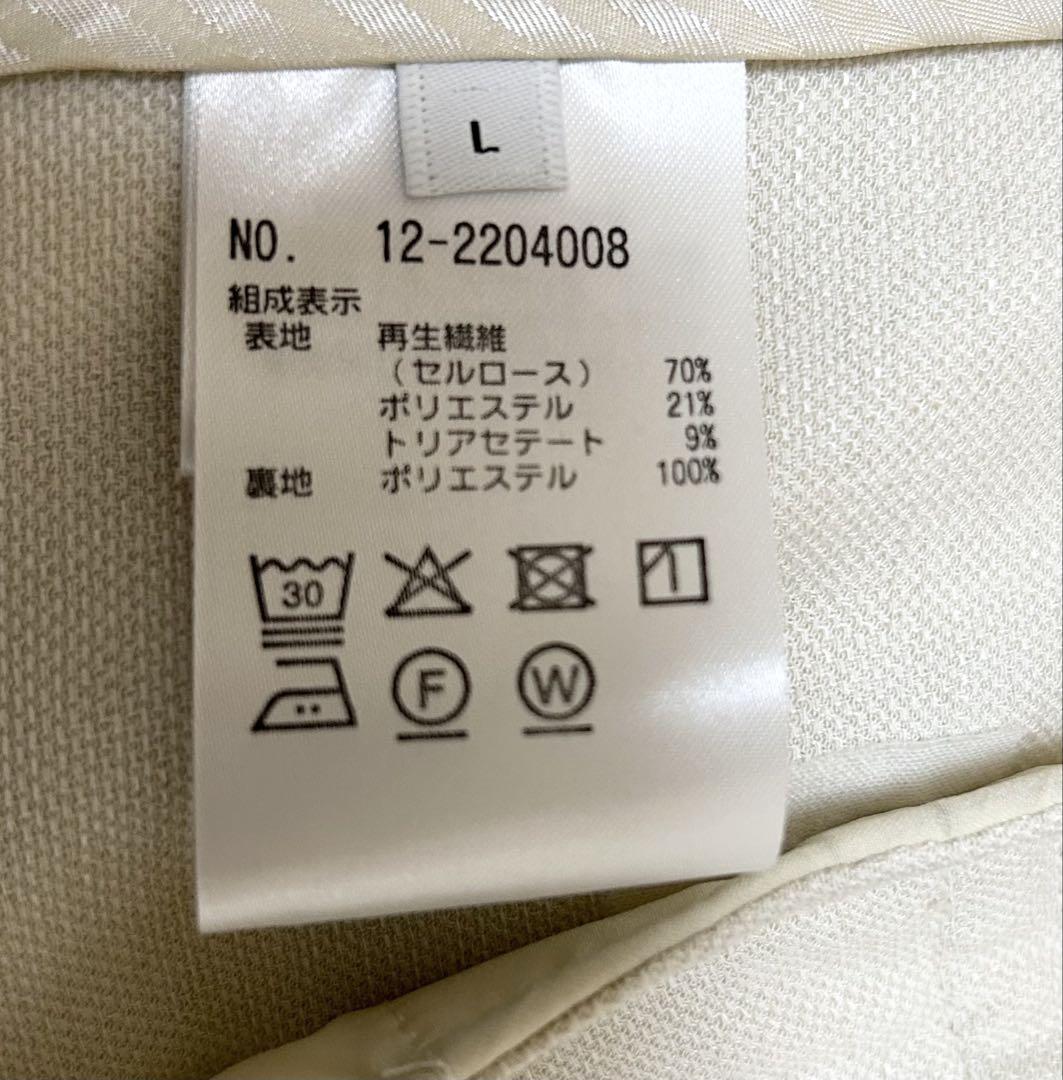 L
NO. 12-2204008
組成表示
表地 再生繊維
(セルロース) 70%
ポリエステル 21%
トリアセテート 9%
裏地 ポリエステル 100%
30
F W